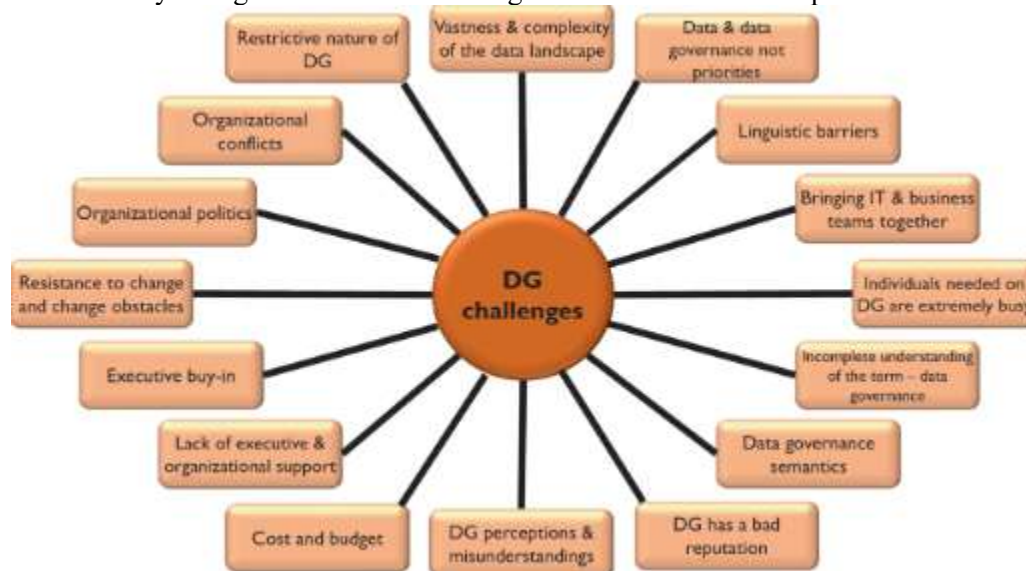 Restrictive nature of
DG
Vastness & complexity
of the data landscape
Data & data
governance not
priorities
Organizational
conflicts
Linguistic barriers
Organizational politics
Bringing IT & business
teams together
DG
challenges
Resistance to change
and change obstacles
Individuals needed on
DG are extremely busy
Executive buy-in
Incomplese understanding
of the term – data
governance
Lack of executive &
organizational support
Data governance
semantics
Cost and budget
DG perceptions &
misunderstandings
DG has a bad
reputation